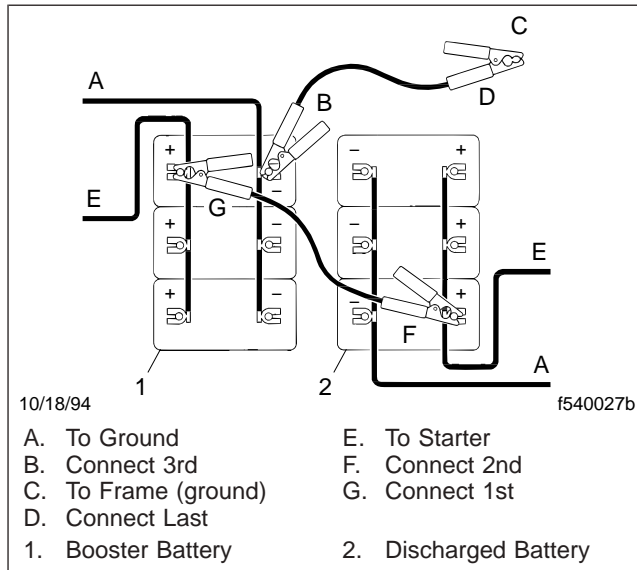 C
A
B
D
+ - - +
E
G
+ - - +
E
+ - - +
F
A
1 2
10/18/94 f540027b
A. To Ground E. To Starter
B. Connect 3rd F. Connect 2nd
C. To Frame (ground) G. Connect 1st
D. Connect Last
1. Booster Battery 2. Discharged Battery